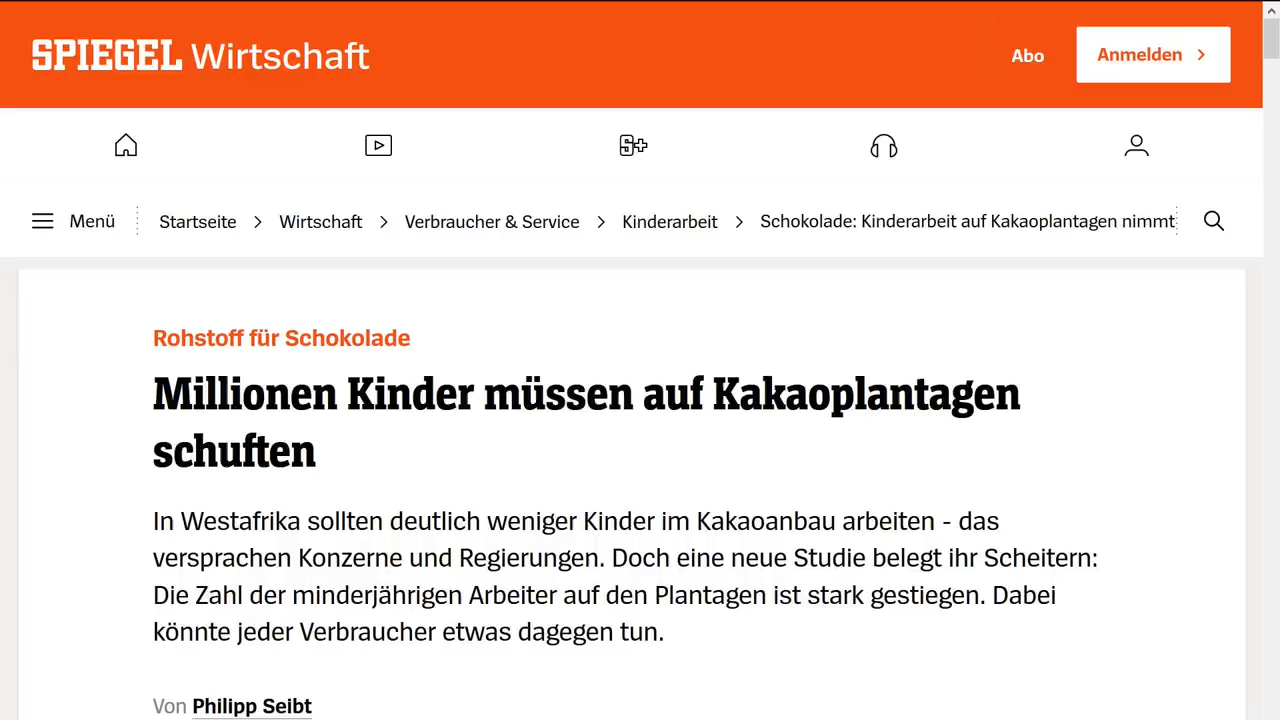 SPIEGEL Wirtschaft
Abo
Anmelden
S+
Menü
Startseite > Wirtschaft > Verbraucher & Service > Kinderarbeit > Schokolade: Kinderarbeit auf Kakaoplantagen nimmt
Rohstoff für Schokolade
Millionen Kinder müssen auf Kakaoplantagen
schuften
In Westafrika sollten deutlich weniger Kinder im Kakaoanbau arbeiten - das
versprachen Konzerne und Regierungen. Doch eine neue Studie belegt ihr Scheitern:
Die Zahl der minderjährigen Arbeiter auf den Plantagen ist stark gestiegen. Dabei
könnte jeder Verbraucher etwas dagegen tun.
Von Philipp Seibt